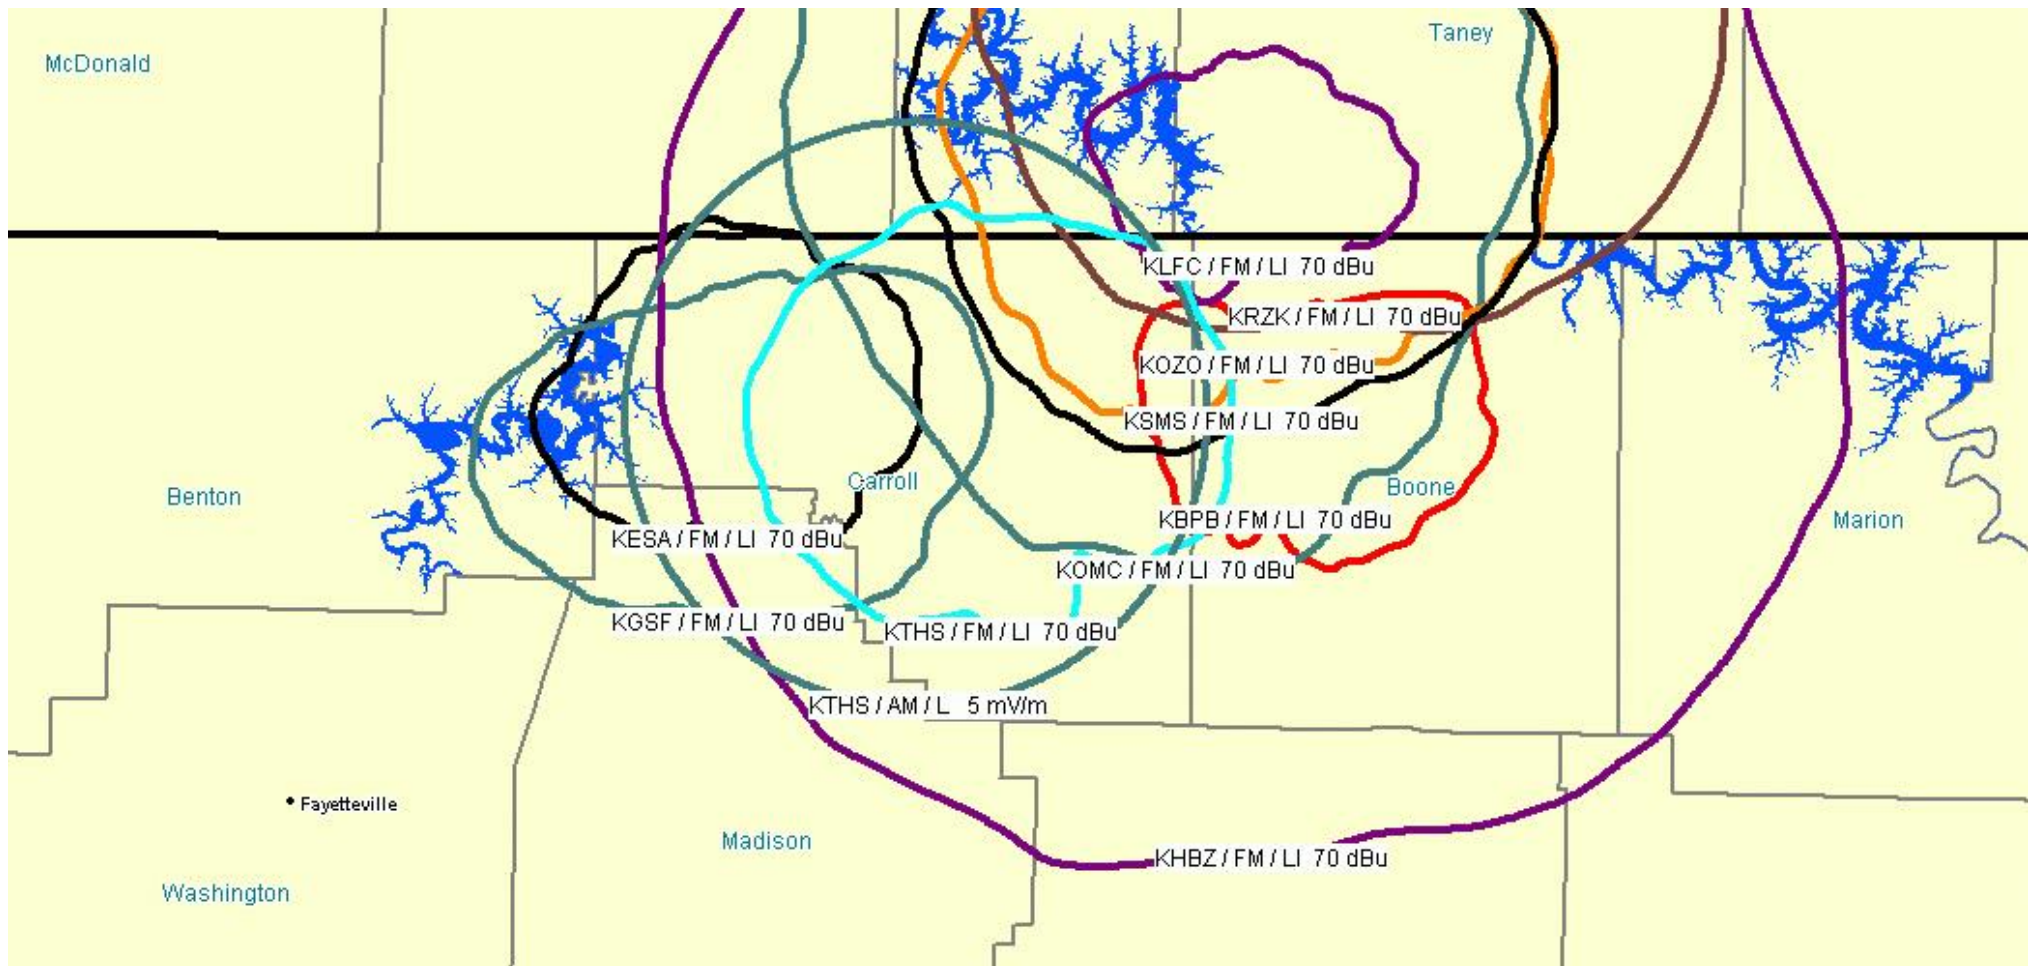 Taney
McDonald
KLFC / FM / LI 70 dBu
KRZK / FM / LI 70 dBu
KOZO / FM / LI 70 dBu
KSMS / FM / LI 70 dBu
Carroll
Boone
Benton
KBPB / FM / LI 70 dBu
Marion
KESA / FM / LI 70 dBu
KOMC / FM / LI 70 dBu
KGSF / FM / LI 70 dBu
KTHS / FM / LI 70 dBu
KTHS / AM / L 5 mV/m
Fayetteville
Madison
KHBZ / FM / LI 70 dBu
Washington